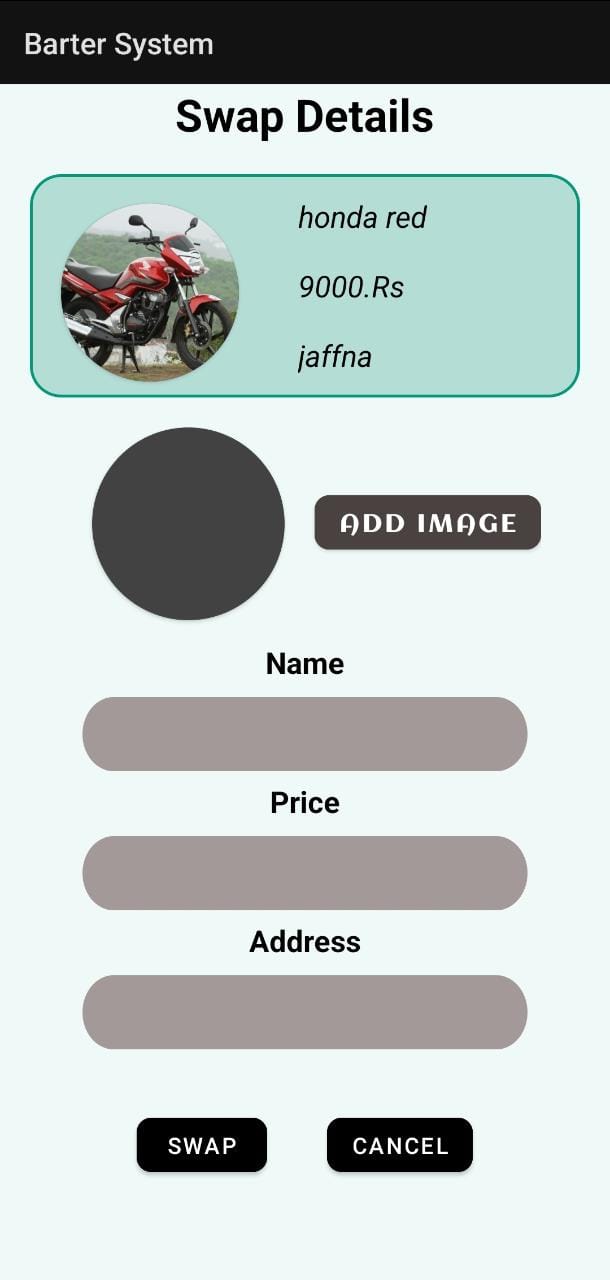 Barter System
Swap Details
honda red
9000.Rs
jaffna
ADD IMAGE
Name
Price
Address
SWAP
CANCEL